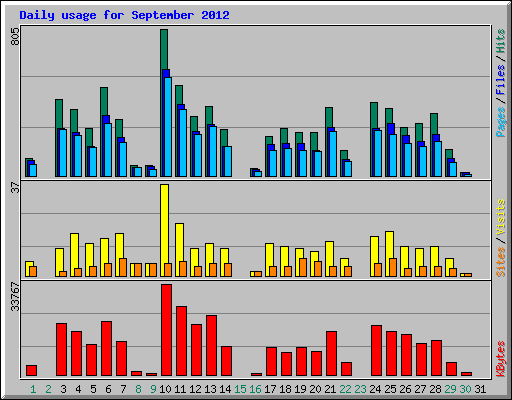 Daily usage for September 2012
805
Pages / Files / Hits
37
Sites / Visits
33767
KBytes
1 2 3 4 5 6 7 8 9 10 11 12 13 14 15 16 17 18 19 20 21 22 23 24 25 26 27 28 29 30 31